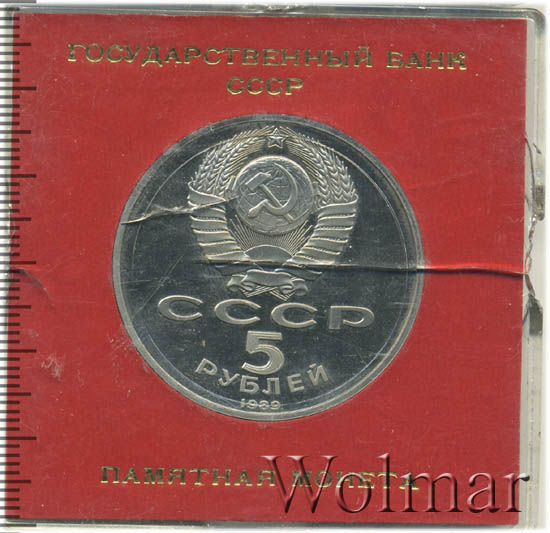 ГОСУДАРСТВЕННЫЙ БАНК
СССР
СССР
5
РУБЛЕЙ
1989
ПАМЯТНАЯ МОНЕТА
Wolmar